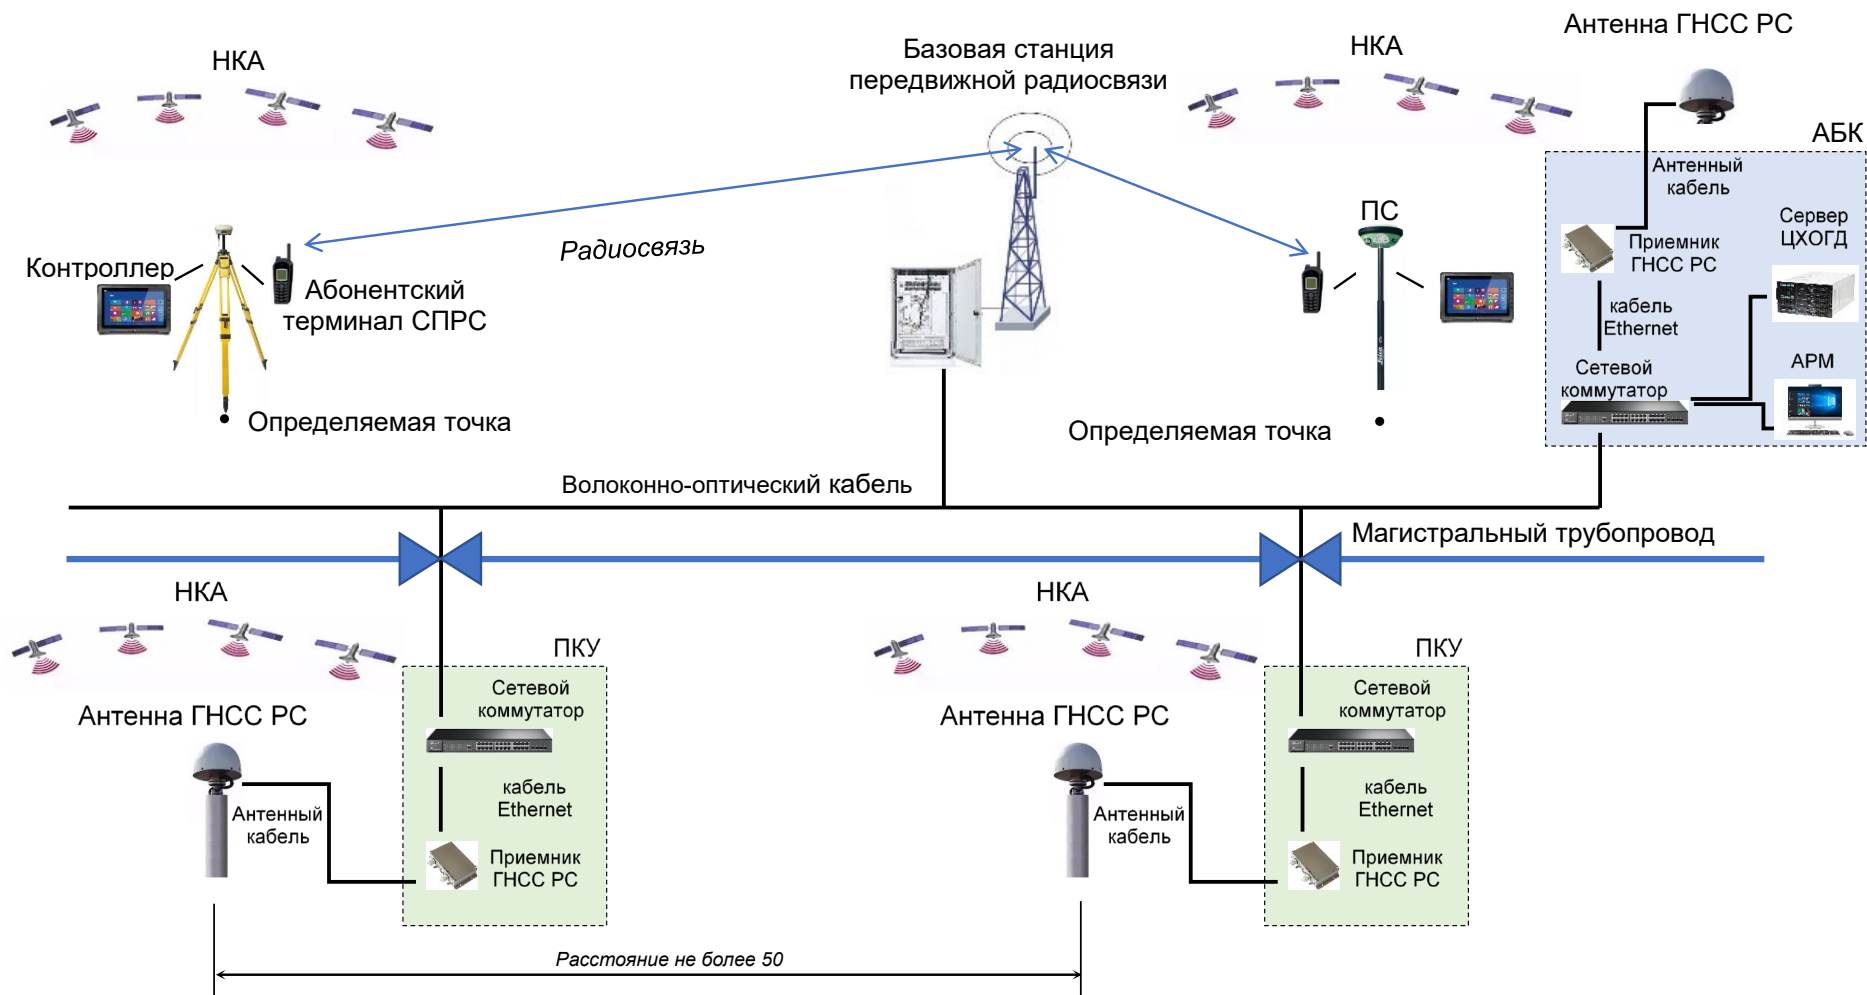 Антенна ГНСС РС
НКА
Базовая станция
передвижной радиосвязи
НКА
АБК
Антенный
кабель
ПС
Сервер
ЦХОГД
Приемник
ГНСС РС
Радиосвязь
Контроллер
Абонентский
терминал СПРС
кабель
Ethernet
Сетевой
коммутатор
АРМ
Определяемая точка
Определяемая точка
Волоконно-оптический кабель
Магистральный трубопровод
НКА
НКА
ПКУ
ПКУ
Сетевой
коммутатор
Сетевой
коммутатор
Антенна ГНСС РС
Антенна ГНСС РС
кабель
Ethernet
кабель
Ethernet
Антенный
кабель
Антенный
кабель
Приемник
ГНСС РС
Приемник
ГНСС РС
Расстояние не более 50